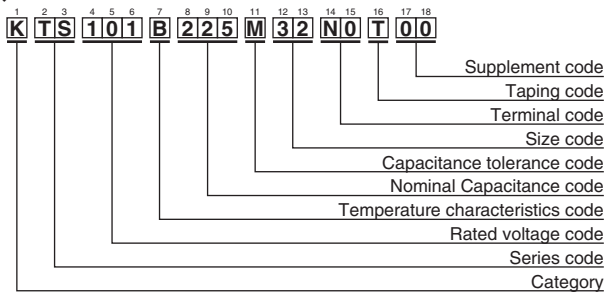 1 2 3 4 5 6 7 8 9 10 11 12 13 14 15 16 17 18
K T S 1 0 1 B 2 2 5 M 3 2 N 0 T 0 0
Supplement code
Taping code
Terminal code
Size code
Capacitance tolerance code
Nominal Capacitance code
Temperature characteristics code
Rated voltage code
Series code
Category